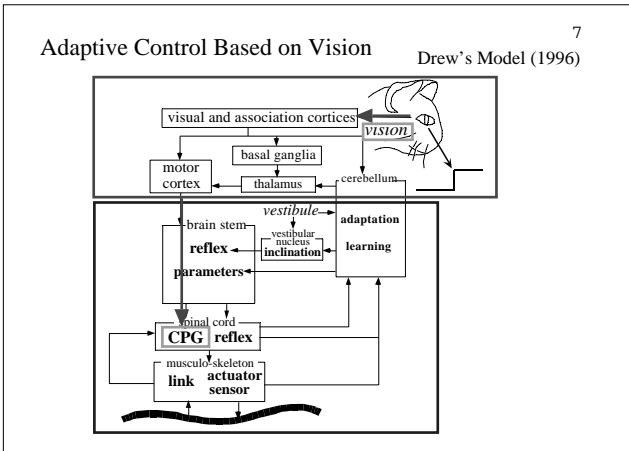 7
Adaptive Control Based on Vision
Drew's Model (1996)
visual and association cortices
vision
basal ganglia
motor
cortex
thalamus
cerebellum
vestibule
adaptation
learning
brain stem
vestibular
nucleus
inclination
reflex
parameters
spinal cord
CPG reflex
musculo-skeleton
link
actuator
sensor